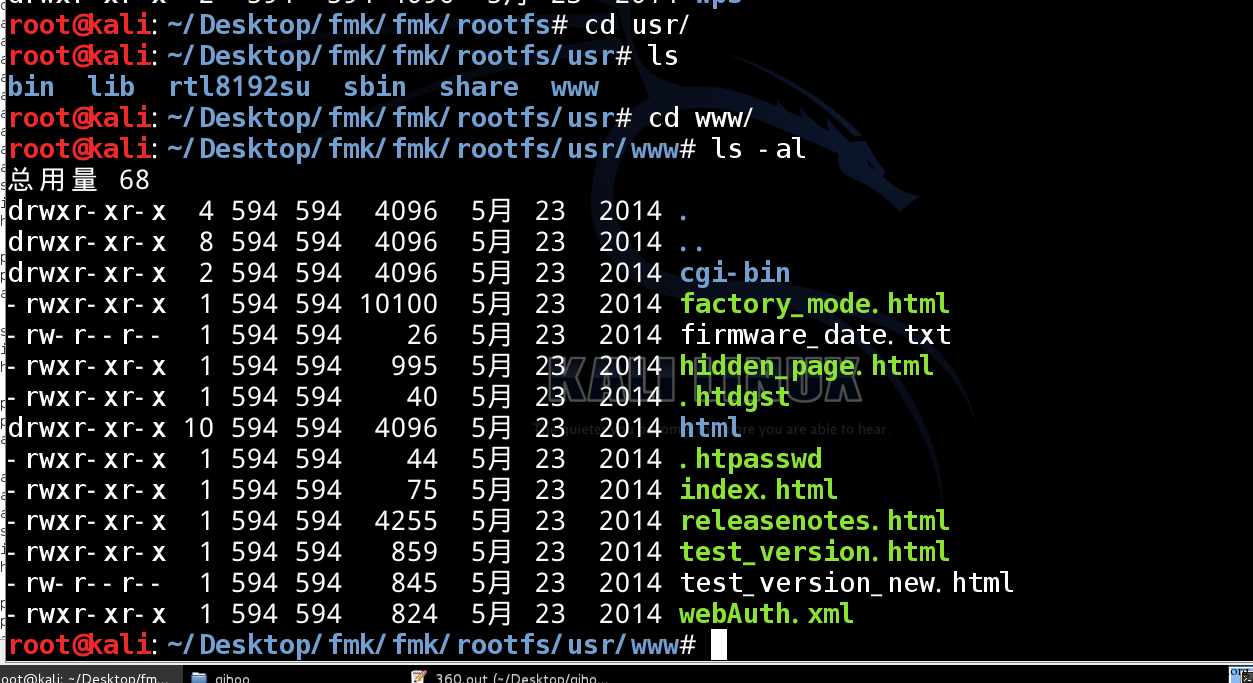 root@kali:~/Desktop/fmk/fmk/rootfs# cd usr/
root@kali:~/Desktop/fmk/fmk/rootfs/usr# ls
bin  lib  rtl8192su  sbin  share  www
root@kali:~/Desktop/fmk/fmk/rootfs/usr# cd www/
root@kali:~/Desktop/fmk/fmk/rootfs/usr/www# ls -al
总用量 68
drwxr-xr-x  4 594 594  4096  5月 23  2014 .
drwxr-xr-x  8 594 594  4096  5月 23  2014 ..
drwxr-xr-x  2 594 594  4096  5月 23  2014 cgi-bin
-rwxr-xr-x  1 594 594 10100  5月 23  2014 factory_mode.html
-rw-r--r--  1 594 594    26  5月 23  2014 firmware_date.txt
-rwxr-xr-x  1 594 594   995  5月 23  2014 hidden_page.html
-rwxr-xr-x  1 594 594    40  5月 23  2014 .htdgst
drwxr-xr-x 10 594 594  4096  5月 23  2014 html
-rwxr-xr-x  1 594 594    44  5月 23  2014 .htpasswd
-rwxr-xr-x  1 594 594    75  5月 23  2014 index.html
-rwxr-xr-x  1 594 594  4255  5月 23  2014 releasenotes.html
-rwxr-xr-x  1 594 594   859  5月 23  2014 test_version.html
-rw-r--r--  1 594 594   845  5月 23  2014 test_version_new.html
-rwxr-xr-x  1 594 594   824  5月 23  2014 webAuth.xml
root@kali:~/Desktop/fmk/fmk/rootfs/usr/www#
KALI LINUX
you are able to hear.
oot@kali: ~/Desktop/fm... qihoo 360.out (~/Desktop/qiho...